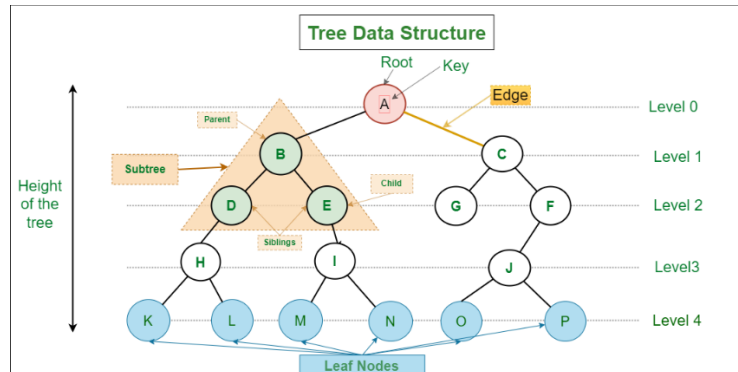 Tree Data Structure
Root
Key
A
Edge
Level 0
Parent
B
C
Level 1
Subtree
Child
Height
of the
tree
D
E
G
F
Level 2
Siblings
H
I
J
Level3
K
L
M
N
O
P
Level 4
Leaf Nodes